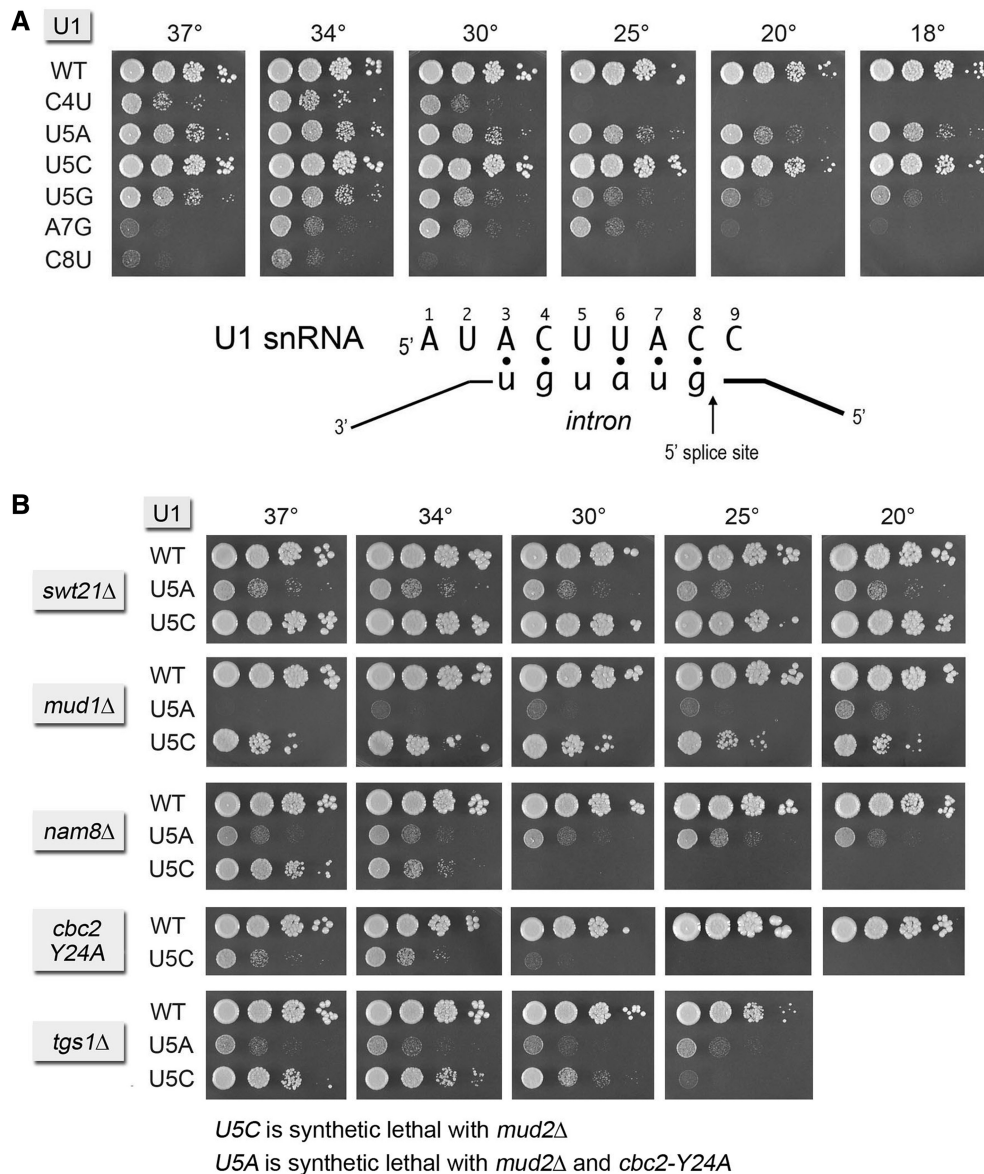 A U1 37° 34° 30° 25° 20° 18°
WT
C4U
U5A
U5C
U5G
A7G
C8U
1 2 3 4 5 6 7 8 9
U1 snRNA 5' A U A C U U A C C
u g u a u g
3' intron 5'
5' splice site
B U1 37° 34° 30° 25° 20°
WT
swt21Δ U5A
U5C
WT
mud1Δ U5A
U5C
WT
nam8Δ U5A
U5C
cbc2 WT
Y24A U5C
WT
tgs1Δ U5A
U5C
U5C is synthetic lethal with mud2Δ
U5A is synthetic lethal with mud2Δ and cbc2-Y24A